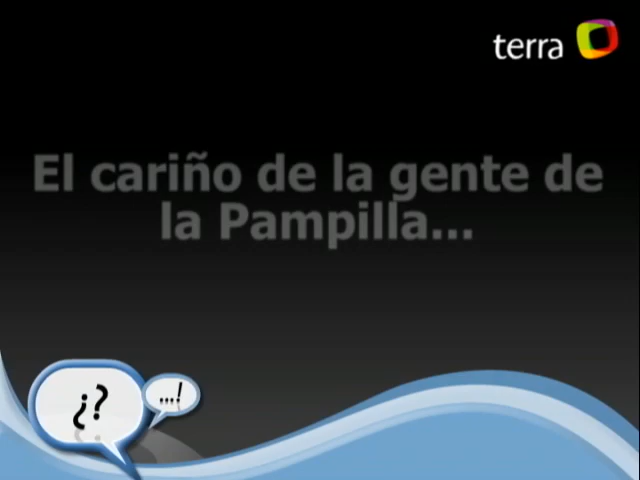 terra
El cariño de la gente de
la Pampilla...
¿?
...!